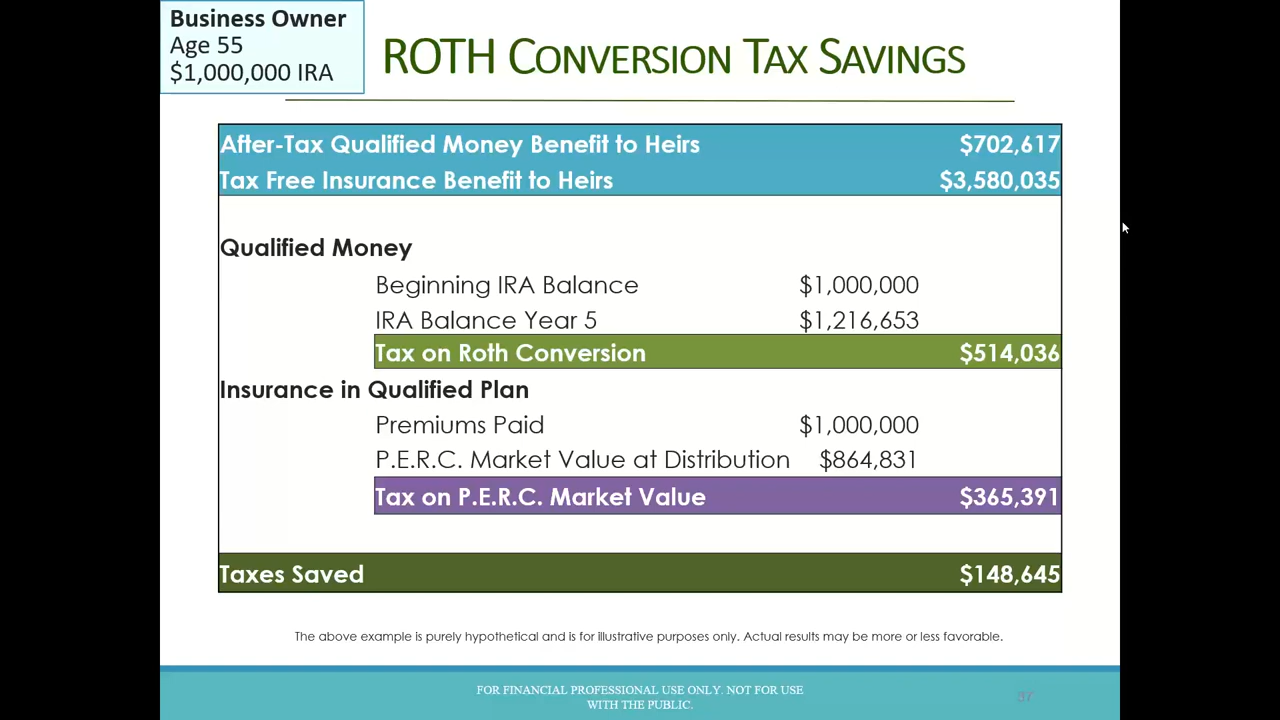 Business Owner
Age 55
$1,000,000 IRA
ROTH CONVERSION TAX SAVINGS
After-Tax Qualified Money Benefit to Heirs $702,617
Tax Free Insurance Benefit to Heirs $3,580,035
Qualified Money
Beginning IRA Balance $1,000,000
IRA Balance Year 5 $1,216,653
Tax on Roth Conversion $514,036
Insurance in Qualified Plan
Premiums Paid $1,000,000
P.E.R.C. Market Value at Distribution $864,831
Tax on P.E.R.C. Market Value $365,391
Taxes Saved $148,645
The above example is purely hypothetical and is for illustrative purposes only. Actual results may be more or less favorable.
FOR FINANCIAL PROFESSIONAL USE ONLY. NOT FOR USE
WITH THE PUBLIC.
37